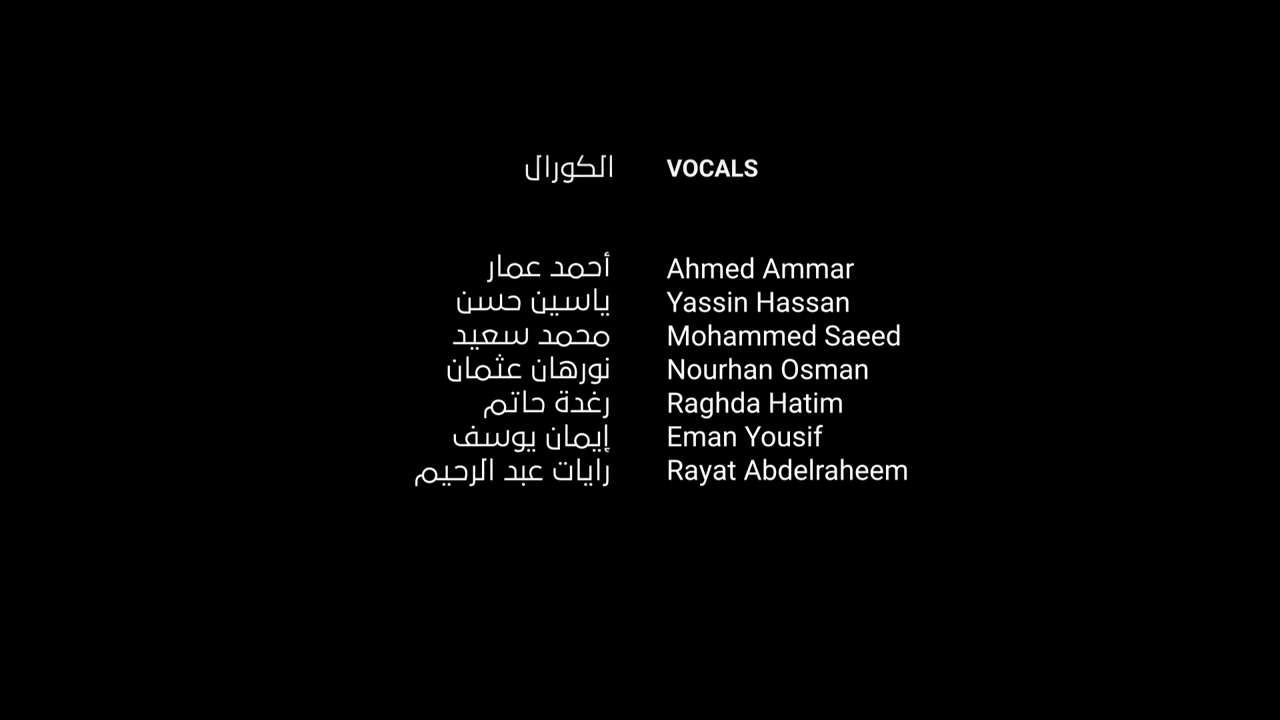 الكورال VOCALS
أحمد عمار Ahmed Ammar
ياسين حسن Yassin Hassan
محمد سعيد Mohammed Saeed
نورهان عثمان Nourhan Osman
رغدة حاتم Raghda Hatim
إيمان يوسف Eman Yousif
رايات عبد الرحيم Rayat Abdelraheem